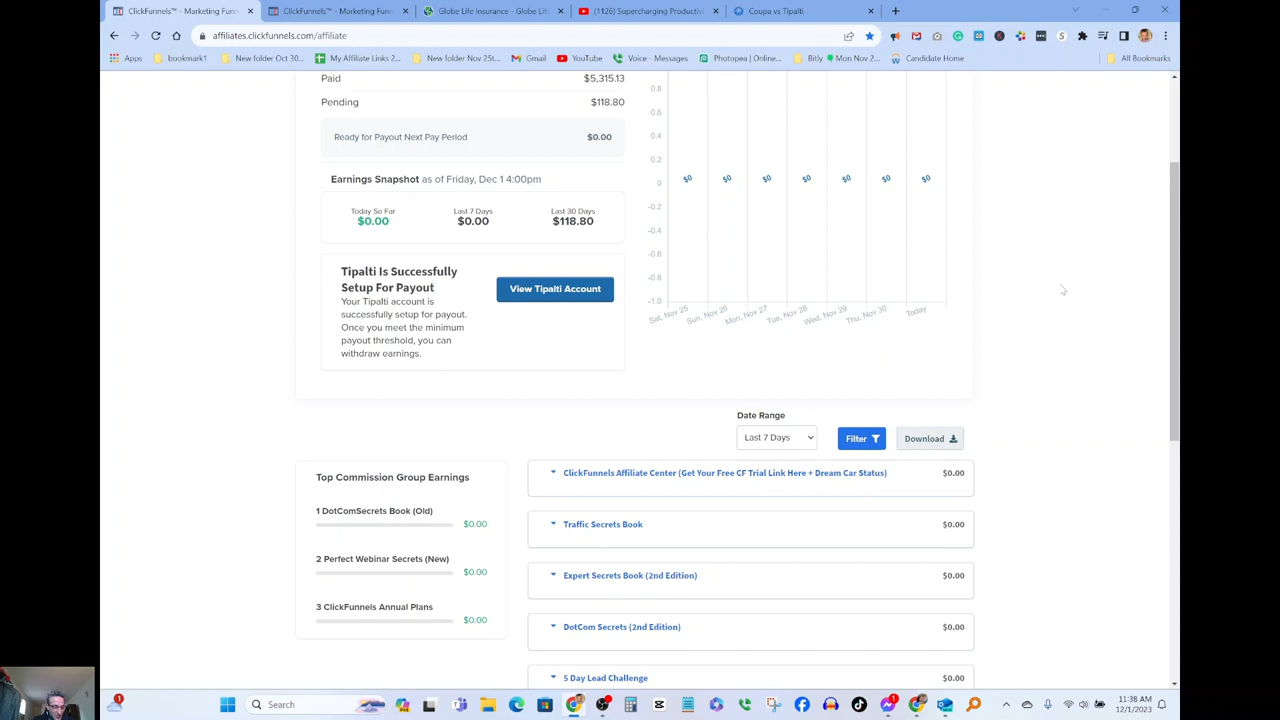 ClickFunnels™ - Marketing Fun
ClickFunnels™ - Marketing Fun
Globe Life Insurance - Globe Life
(1126) Supercharging Productivi
Coupa vs Tipalti
affiliates.clickfunnels.com/affiliate
Apps
bookmark1
New folder Oct 30...
My Affiliate Links 2...
New folder Nov 25t...
Gmail
YouTube
Voice - Messages
Photopea | Online...
Bitly
Mon Nov 2...
Candidate Home
All Bookmarks
Paid
$5,315.13
Pending
$118.80
Ready for Payout Next Pay Period
$0.00
Earnings Snapshot as of Friday, Dec 1 4:00pm
Today So Far
Last 7 Days
Last 30 Days
$0.00
$0.00
$118.80
Tipalti Is Successfully
Setup For Payout
Your Tipalti account is
successfully setup for payout.
Once you meet the minimum
payout threshold, you can
withdraw earnings.
View Tipalti Account
0.8
0.6
0.4
0.2
0
-0.2
-0.4
-0.6
-0.8
-1.0
$0 $0 $0 $0 $0 $0 $0
Sat, Nov 25
Sun, Nov 26
Mon, Nov 27
Tue, Nov 28
Wed, Nov 29
Thu, Nov 30
Today
Date Range
Last 7 Days
Filter
Download
Top Commission Group Earnings
1 DotComSecrets Book (Old)
$0.00
2 Perfect Webinar Secrets (New)
$0.00
3 ClickFunnels Annual Plans
$0.00
ClickFunnels Affiliate Center (Get Your Free CF Trial Link Here + Dream Car Status)
$0.00
Traffic Secrets Book
$0.00
Expert Secrets Book (2nd Edition)
$0.00
DotCom Secrets (2nd Edition)
$0.00
5 Day Lead Challenge
$0.00
1
Search
1
11:38 AM
12/1/2023